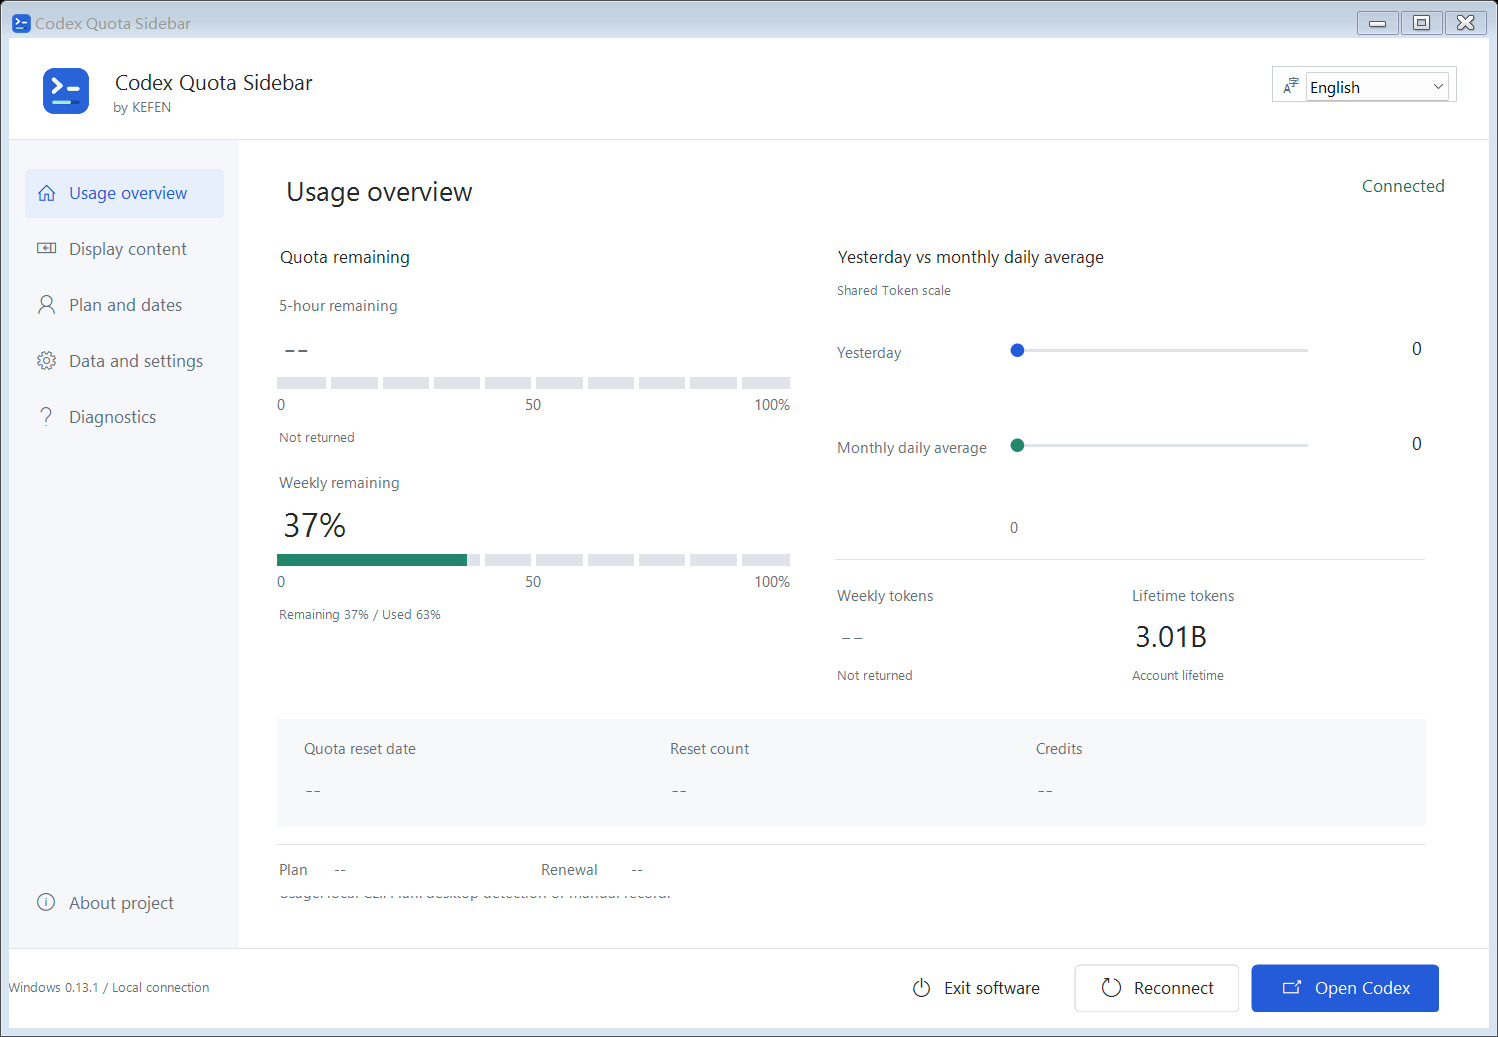 Codex Quota Sidebar
Codex Quota Sidebar
by KEFEN
English
Usage overview
Display content
Plan and dates
Data and settings
Diagnostics
About project
Usage overview
Connected
Quota remaining
5-hour remaining
--
0 50 100%
Not returned
Weekly remaining
37%
0 50 100%
Remaining 37% / Used 63%
Yesterday vs monthly daily average
Shared Token scale
Yesterday 0
Monthly daily average 0
0
Weekly tokens
--
Not returned
Lifetime tokens
3.01B
Account lifetime
Quota reset date
--
Reset count
--
Credits
--
Plan -- Renewal --
Windows 0.13.1 / Local connection
Exit software
Reconnect
Open Codex